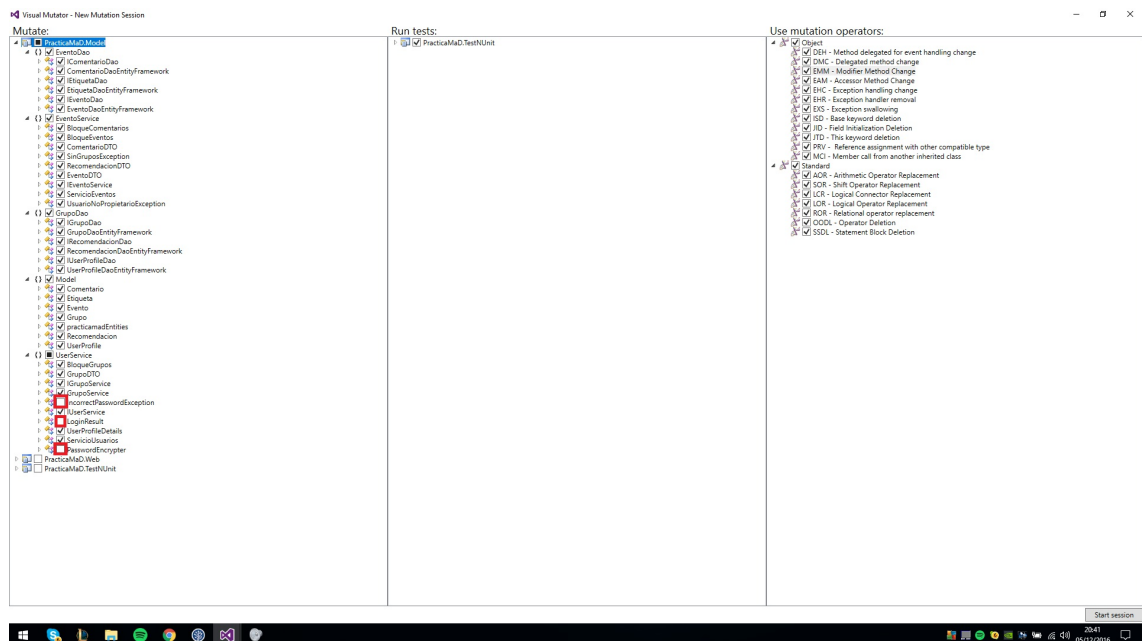 Visual Mutator - New Mutation Session
Mutate:
PracticaMaD.Model
EventoDao
IComentarioDao
ComentarioDaoEntityFramework
IEtiquetaDao
EtiquetaDaoEntityFramework
IEventoDao
EventoDaoEntityFramework
EventoService
BloqueComentarios
BloqueEventos
ComentarioDTO
SinGruposException
RecomendacionDTO
EventoDTO
IEventoService
ServicioEventos
UsuarioNoPropietarioException
GrupoDao
IGrupoDao
GrupoDaoEntityFramework
IRecomendacionDao
RecomendacionDaoEntityFramework
IUserProfileDao
UserProfileDaoEntityFramework
Model
Comentario
Etiqueta
Evento
Grupo
practicamadEntities
Recomendacion
UserProfile
UserService
BloqueGrupos
GrupoDTO
IGrupoService
GrupoService
IncorrectPasswordException
IUserService
LoginResult
UserProfileDetails
ServicioUsuarios
PasswordEncrypter
PracticaMaD.Web
PracticaMaD.TestNUnit
Run tests:
PracticaMaD.TestNUnit
Use mutation operators:
Object
DEH - Method delegated for event handling change
DMC - Delegated method change
EMM - Modifier Method Change
EAM - Accessor Method Change
EHC - Exception handling change
EHR - Exception handler removal
EXS - Exception swallowing
ISD - Base keyword deletion
JID - Field Initialization Deletion
JTD - This keyword deletion
PRV - Reference assignment with other compatible type
MCI - Member call from another inherited class
Standard
AOR - Arithmetic Operator Replacement
SOR - Shift Operator Replacement
LCR - Logical Connector Replacement
LOR - Logical Operator Replacement
ROR - Relational operator replacement
OODL - Operator Deletion
SSDL - Statement Block Deletion
Start session
20:41
05/12/2016